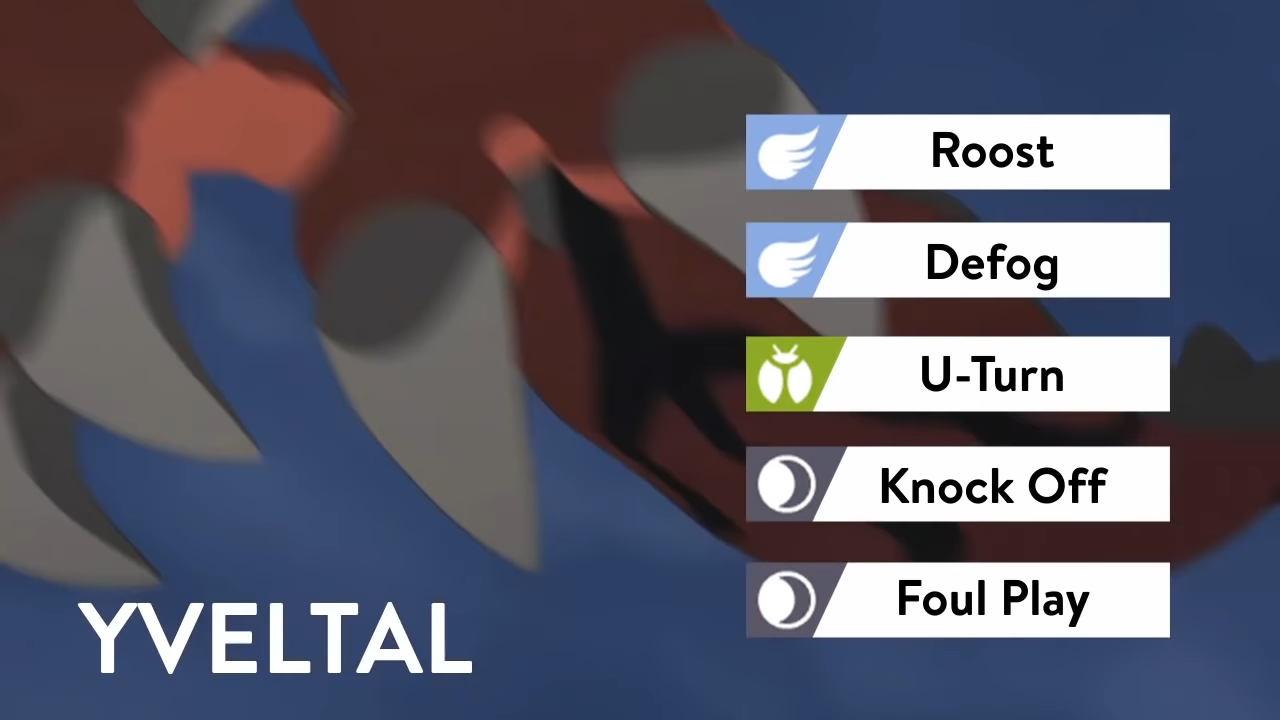 Roost
Defog
U-Turn
Knock Off
Foul Play
YVELTAL